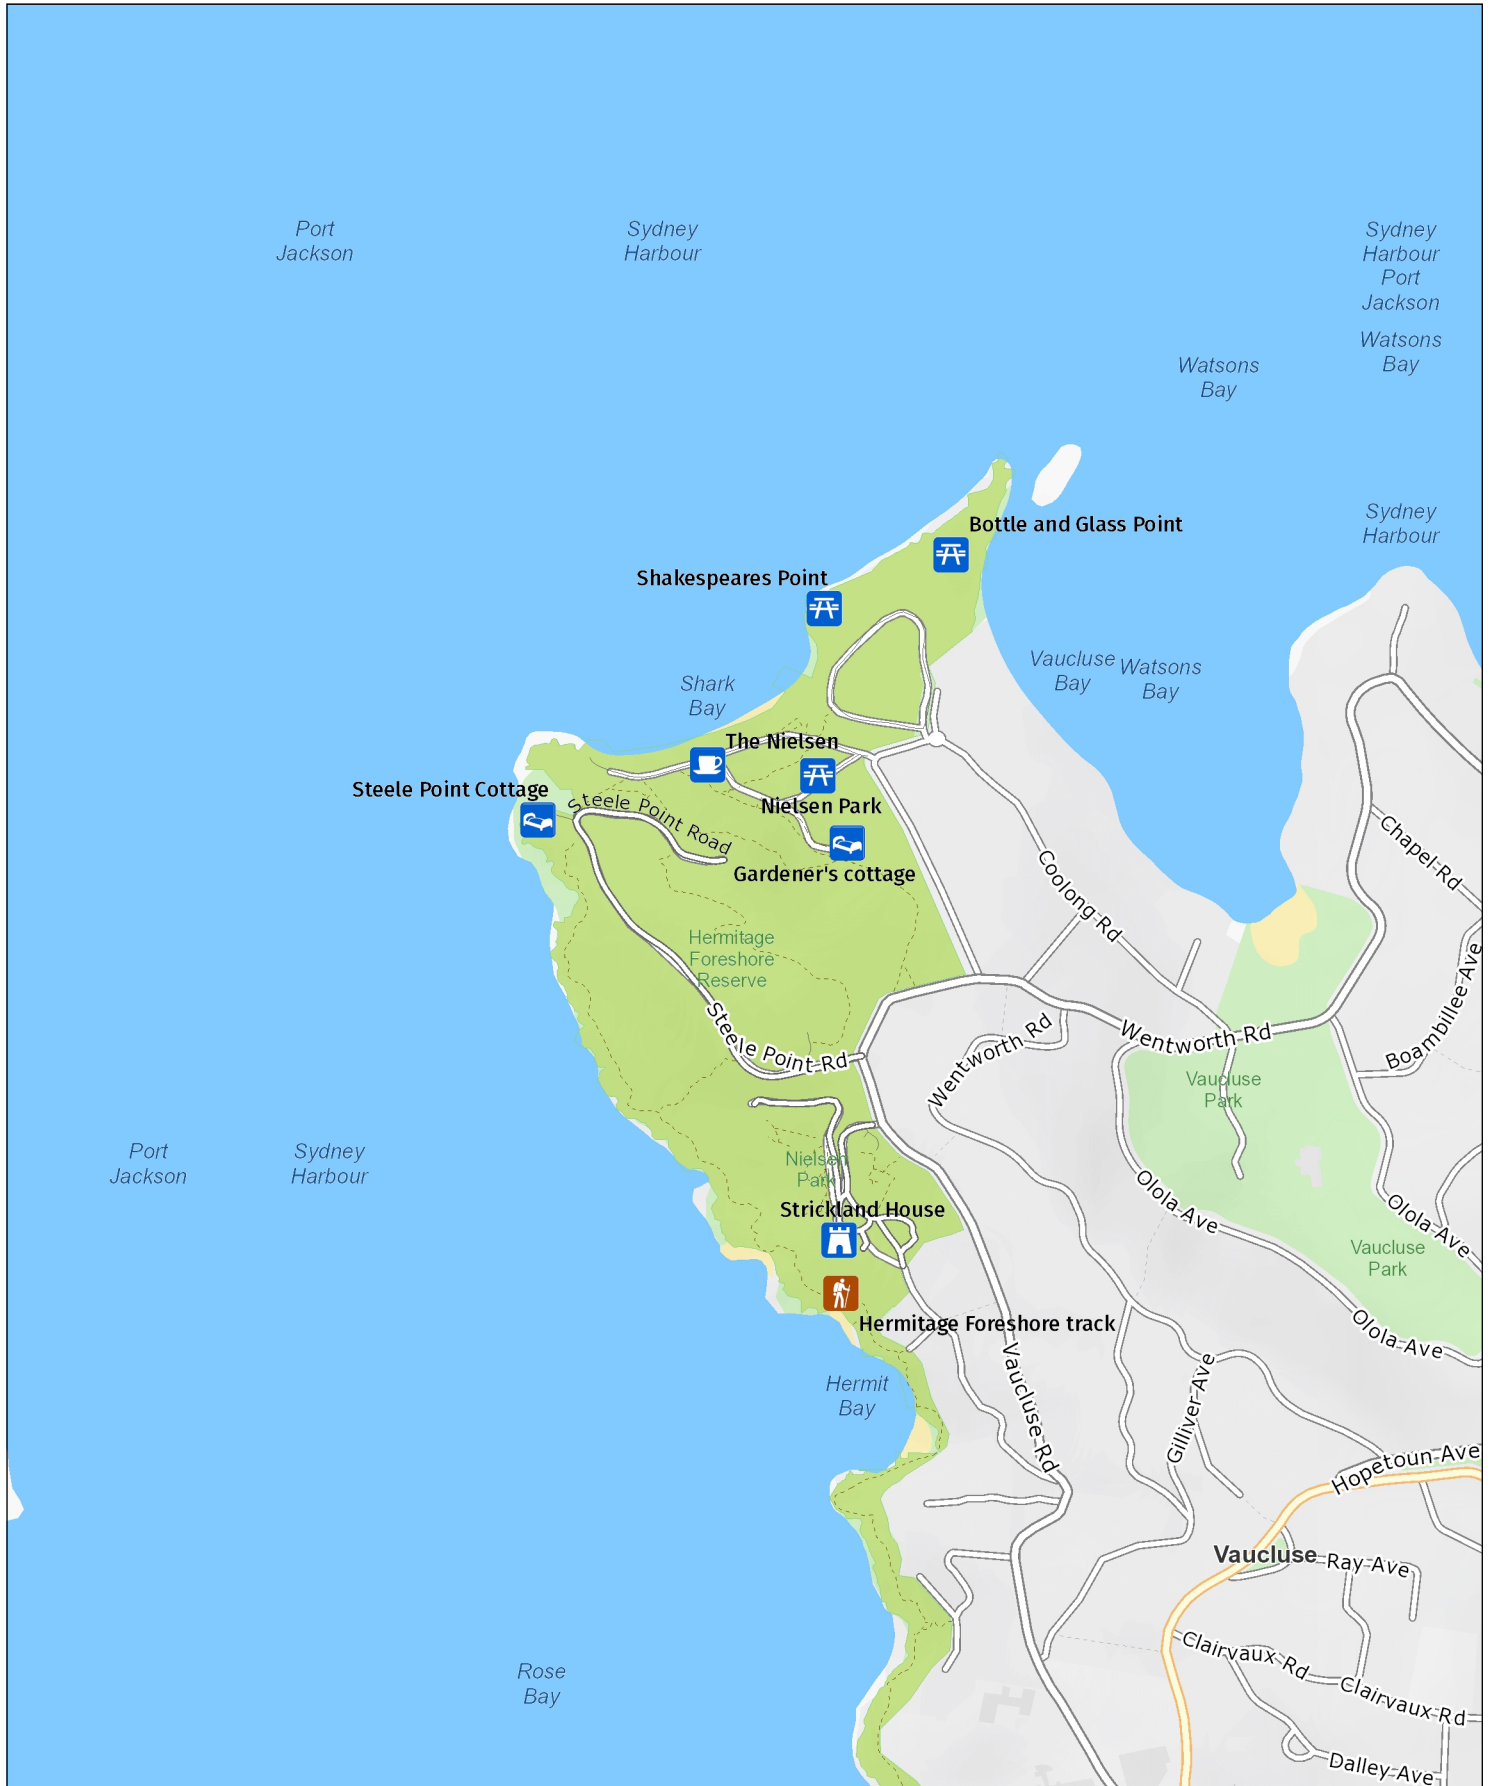 Port
Jackson
Sydney
Harbour
Sydney
Harbour
Port
Jackson
Watsons
Bay
Watsons
Bay
Bottle and Glass Point
Sydney
Harbour
Shakespeares Point
Vaucluse
Bay
Watsons
Bay
Shark
Bay
The Nielsen
Steele Point Cottage
Steele Point Road
Nielsen Park
Gardener's cottage
Chapel Rd
Coolong Rd
Hermitage
Foreshore
Reserve
Boambillee Ave
Steele Point Rd
Wentworth Rd
Wentworth Rd
Vaucluse
Park
Port
Jackson
Sydney
Harbour
Nielsen
Park
Olola Ave
Olola Ave
Strickland House
Vaucluse
Park
Hermitage Foreshore track
Olola Ave
Vaucluse Rd
Hermit
Bay
Gilliver Ave
Hopetoun Ave
Vaucluse
Ray Ave
Clairvaux Rd
Rose
Bay
Clairvaux Rd
Dalley Ave